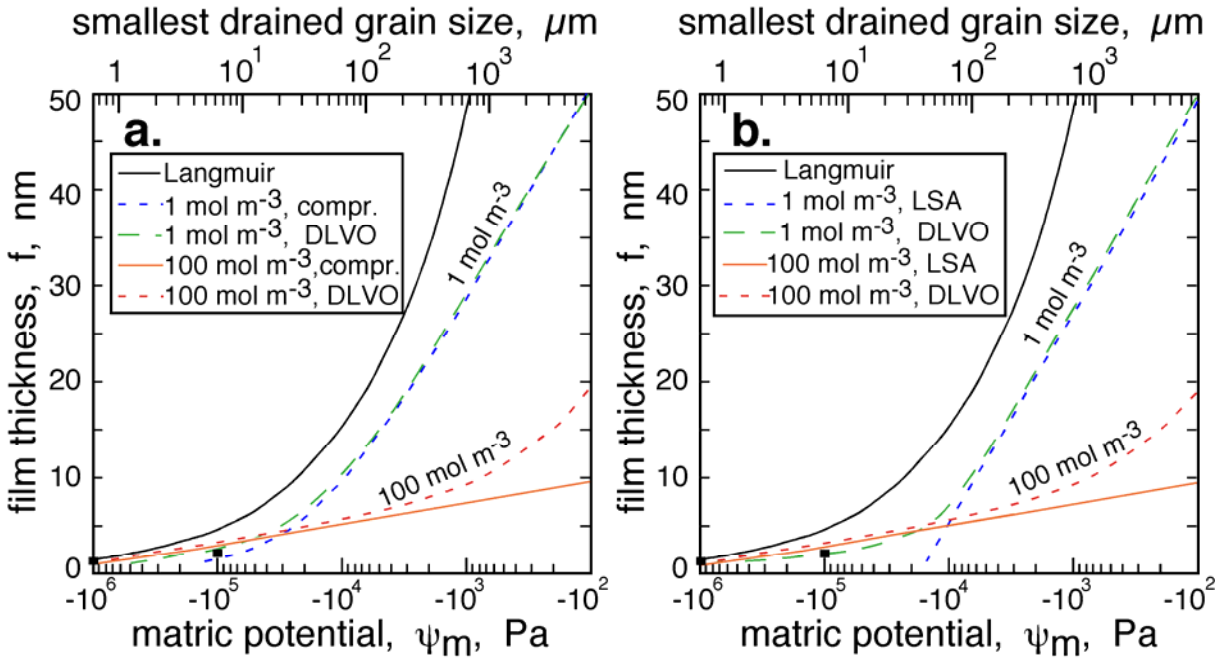 smallest drained grain size, μm
1 10¹ 10² 10³
a.
50
40
30
20
10
0
film thickness, f, nm
Langmuir
1 mol m⁻³, compr.
1 mol m⁻³, DLVO
100 mol m⁻³,compr.
100 mol m⁻³, DLVO
1 mol m⁻³
100 mol m⁻³
-10⁶ -10⁵ -10⁴ -10³ -10²
matric potential, ψm, Pa
smallest drained grain size, μm
1 10¹ 10² 10³
b.
50
40
30
20
10
0
film thickness, f, nm
Langmuir
1 mol m⁻³, LSA
1 mol m⁻³, DLVO
100 mol m⁻³, LSA
100 mol m⁻³, DLVO
1 mol m⁻³
100 mol m⁻³
-10⁶ -10⁵ -10⁴ -10³ -10²
matric potential, ψm, Pa